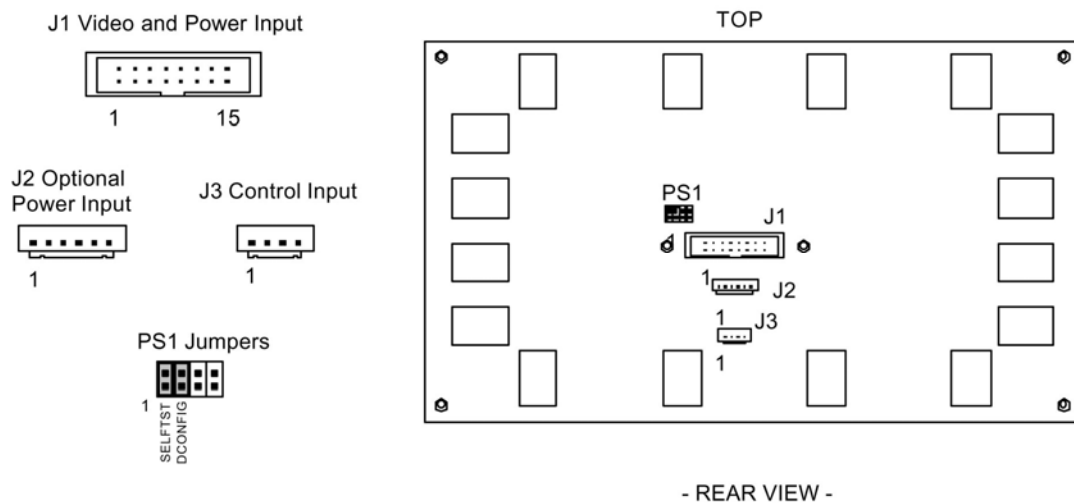 J1 Video and Power Input
1 15
J2 Optional
Power Input
1
J3 Control Input
1
PS1 Jumpers
1
SELFTST
DCONFIG
TOP
PS1
J1
1
J2
1
J3
1
- REAR VIEW -